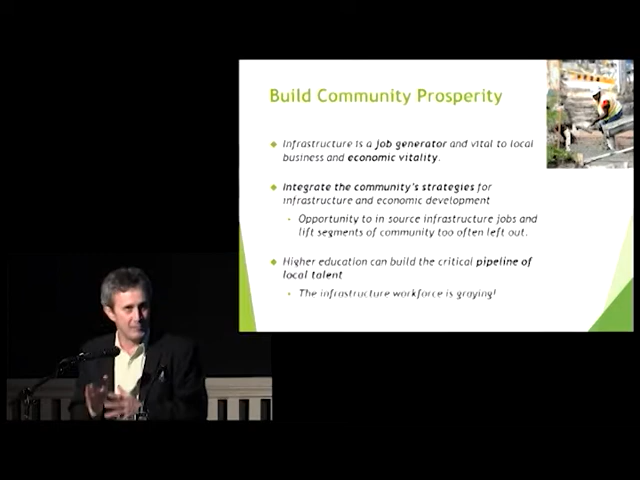 Build Community Prosperity
Infrastructure is a job generator and vital to local
business and economic vitality.
Integrate the community's strategies for
infrastructure and economic development
Opportunity to in source infrastructure jobs and
lift segments of community too often left out.
Higher education can build the critical pipeline of
local talent
The infrastructure workforce is graying!